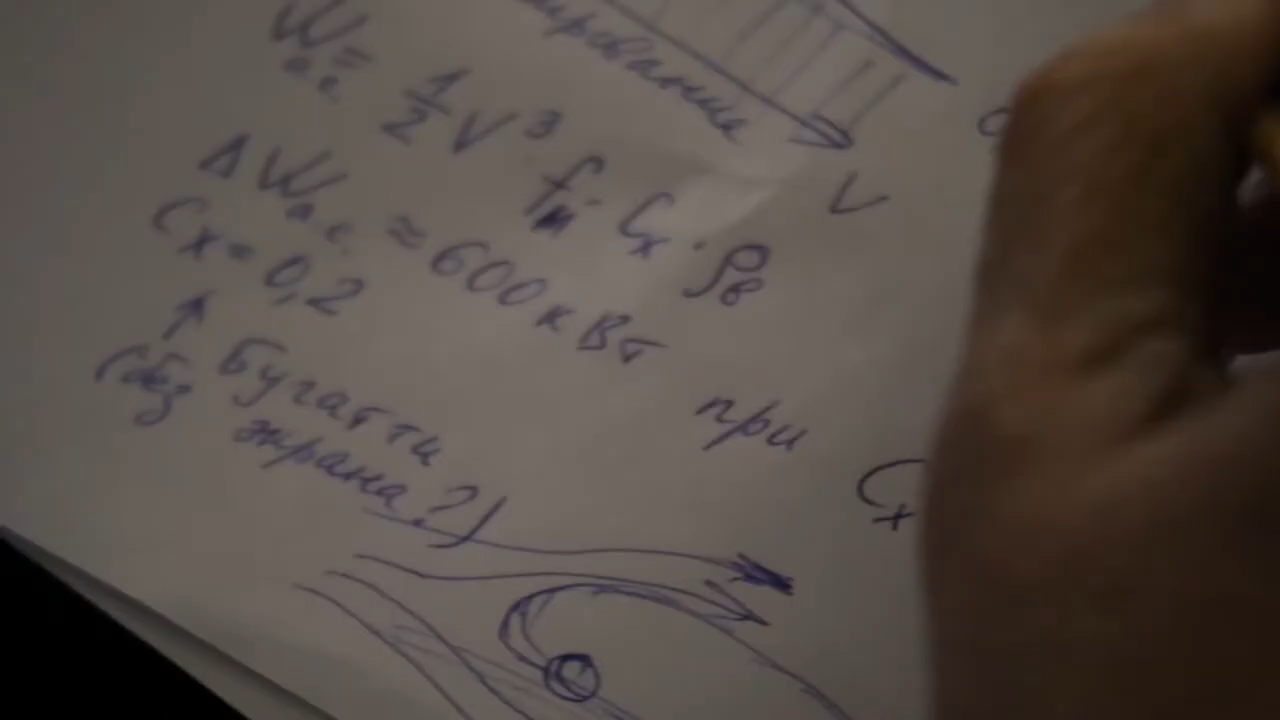 W а.с. = 1/2 V³ · f м · Cx · ρв
V
ΔW а.с. ≈ 600 кВт при Cx
Cx = 0,2
Бугатти
(без экрана?)